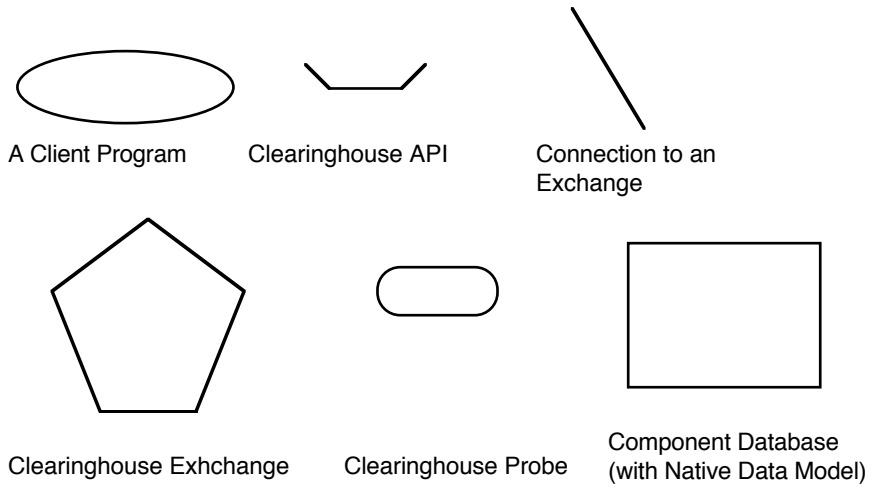 A Client Program
Clearinghouse API
Connection to an
Exchange
Clearinghouse Exhchange
Clearinghouse Probe
Component Database
(with Native Data Model)